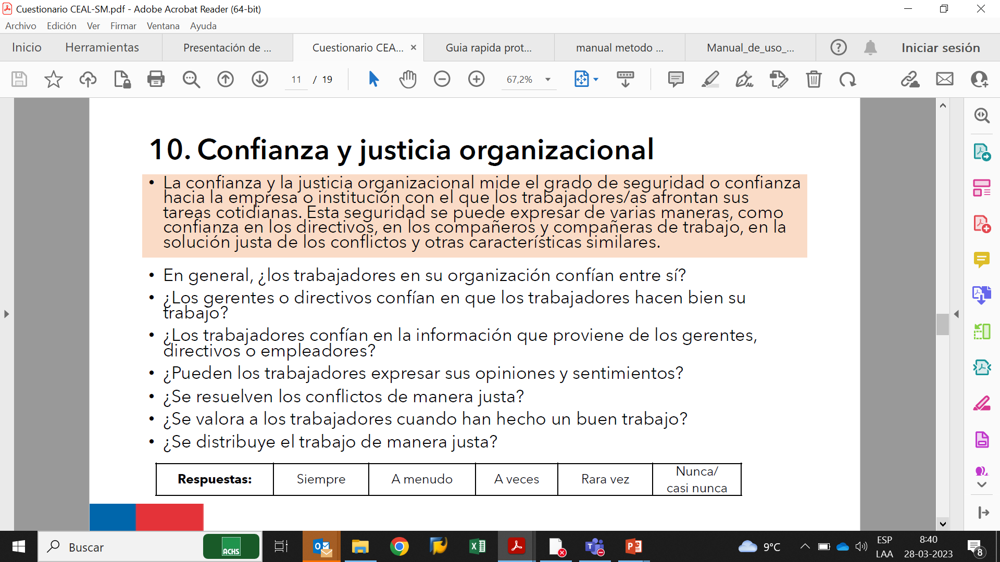 Cuestionario CEAL-SM.pdf - Adobe Acrobat Reader (64-bit)
Archivo Edición Ver Firmar Ventana Ayuda
Inicio Herramientas Presentación de ... Cuestionario CEA... Guia rapida prot... manual metodo ... Manual_de_uso_... Iniciar sesión
11 / 19 67,2%
10. Confianza y justicia organizacional
• La confianza y la justicia organizacional mide el grado de seguridad o confianza
hacia la empresa o institución con el que los trabajadores/as afrontan sus
tareas cotidianas. Esta seguridad se puede expresar de varias maneras, como
confianza en los directivos, en los compañeros y compañeras de trabajo, en la
solución justa de los conflictos y otras características similares.
• En general, ¿los trabajadores en su organización confían entre sí?
• ¿Los gerentes o directivos confían en que los trabajadores hacen bien su
trabajo?
• ¿Los trabajadores confían en la información que proviene de los gerentes,
directivos o empleadores?
• ¿Pueden los trabajadores expresar sus opiniones y sentimientos?
• ¿Se resuelven los conflictos de manera justa?
• ¿Se valora a los trabajadores cuando han hecho un buen trabajo?
• ¿Se distribuye el trabajo de manera justa?
Respuestas: Siempre A menudo A veces Rara vez Nunca/
casi nunca
Buscar ACHS 9°C ESP 8:40
LAA 28-03-2023 8